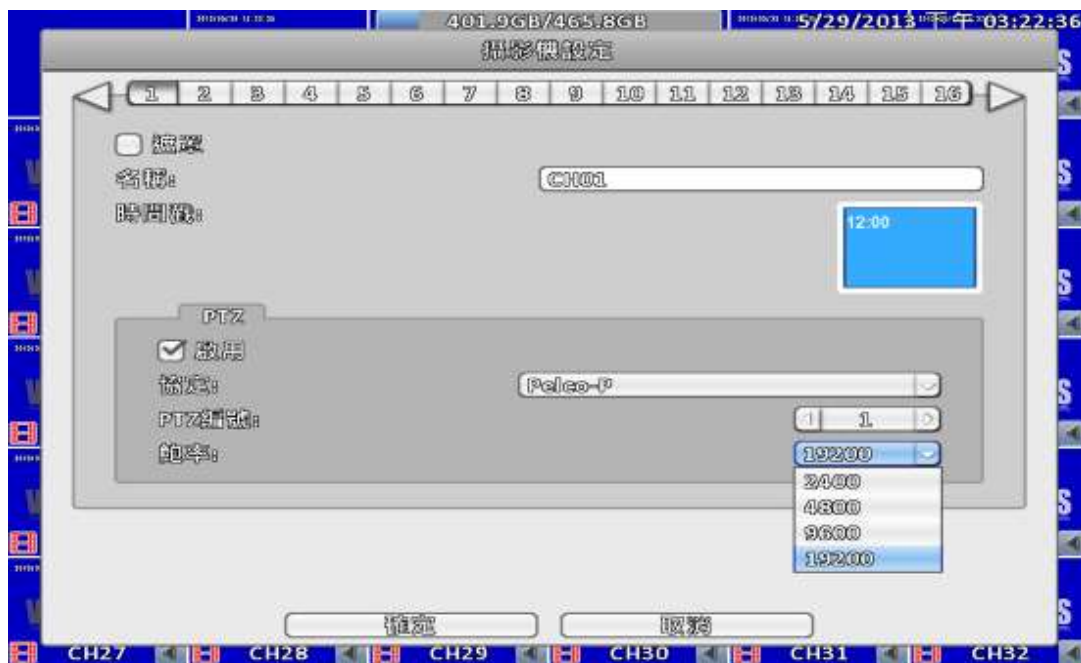 401.9GB/465.8GB
5/29/2013 下午 03:22:36
攝影機設定
1 2 3 4 5 6 7 8 9 10 11 12 13 14 15 16
遮罩
名稱: CH01
時間戳:
12:00
PTZ
啟用
協定: Pelco-P
PTZ編號: 1
鮑率: 19200
2400
4800
9600
19200
確定 取消
CH27 CH28 CH29 CH30 CH31 CH32